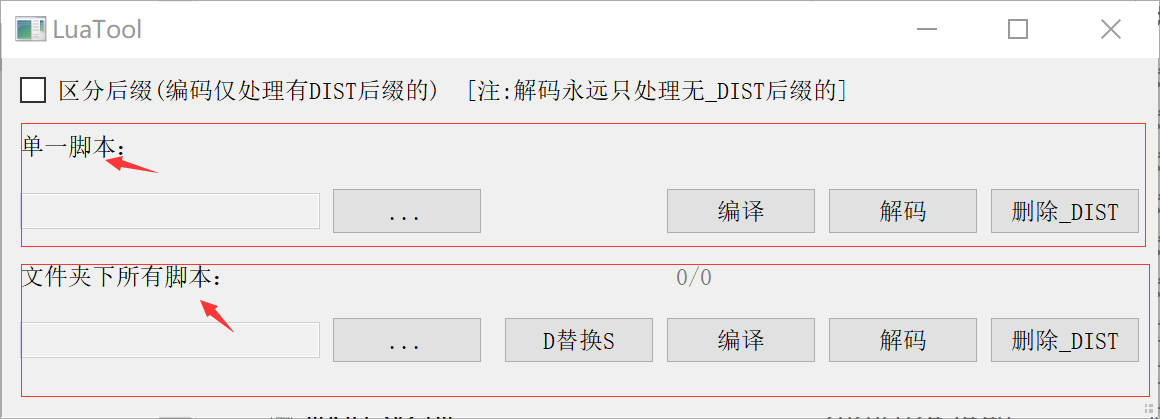 LuaTool
区分后缀(编码仅处理有DIST后缀的) [注:解码永远只处理无_DIST后缀的]
单一脚本:
... 编译 解码 删除_DIST
文件夹下所有脚本: 0/0
... D替换S 编译 解码 删除_DIST